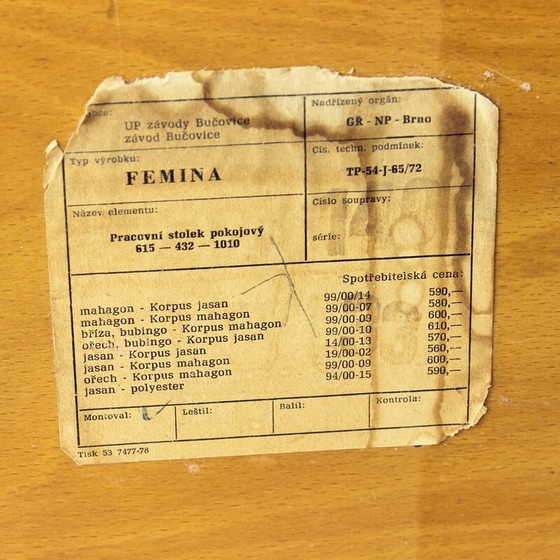 Nadřízený orgán:
UP závody Bučovice
závod Bučovice
GŘ - NP - Brno
Typ výrobku:
FEMINA
Čís. techn. podmínek:
TP-54-J-65/72
Název elementu:
Pracovní stolek pokojový
615 — 432 — 1010
Číslo soupravy:
série:
Spotřebitelská cena:
mahagon - Korpus jasan 99/00/14 590,—
mahagon - Korpus mahagon 99/00-07 580,—
bříza, bubingo - Korpus mahagon 99/00-09 600,—
ořech, bubingo - Korpus jasan 99/00-10 610,—
jasan - Korpus jasan 14/00-13 570,—
jasan - Korpus mahagon 19/00-02 560,—
ořech - Korpus mahagon 99/00-09 600,—
jasan - polyester 94/00-15 590,—
Montoval: Leštil: Balil: Kontrola:
Tisk 53 7477-78